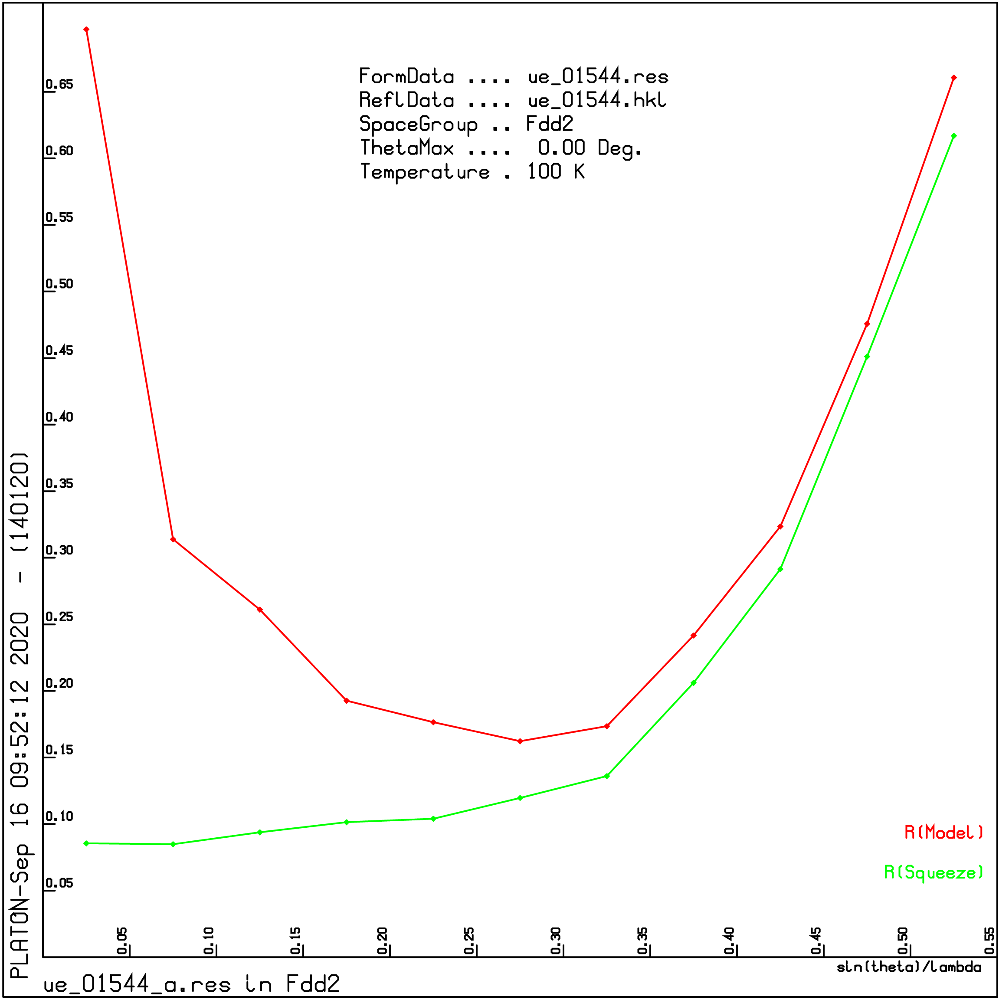 FormData .... ue_01544.res
ReflData .... ue_01544.hkl
SpaceGroup .. Fdd2
ThetaMax .... 0.00 Deg.
Temperature . 100 K
0.65
0.60
0.55
0.50
0.45
0.40
0.35
0.30
0.25
0.20
0.15
0.10
0.05
PLATON-Sep 16 09:52:12 2020 - (140120)
R(Model)
R(Squeeze)
0.05
0.10
0.15
0.20
0.25
0.30
0.35
0.40
0.45
0.50
0.55
sin(theta)/lambda
ue_01544_a.res in Fdd2